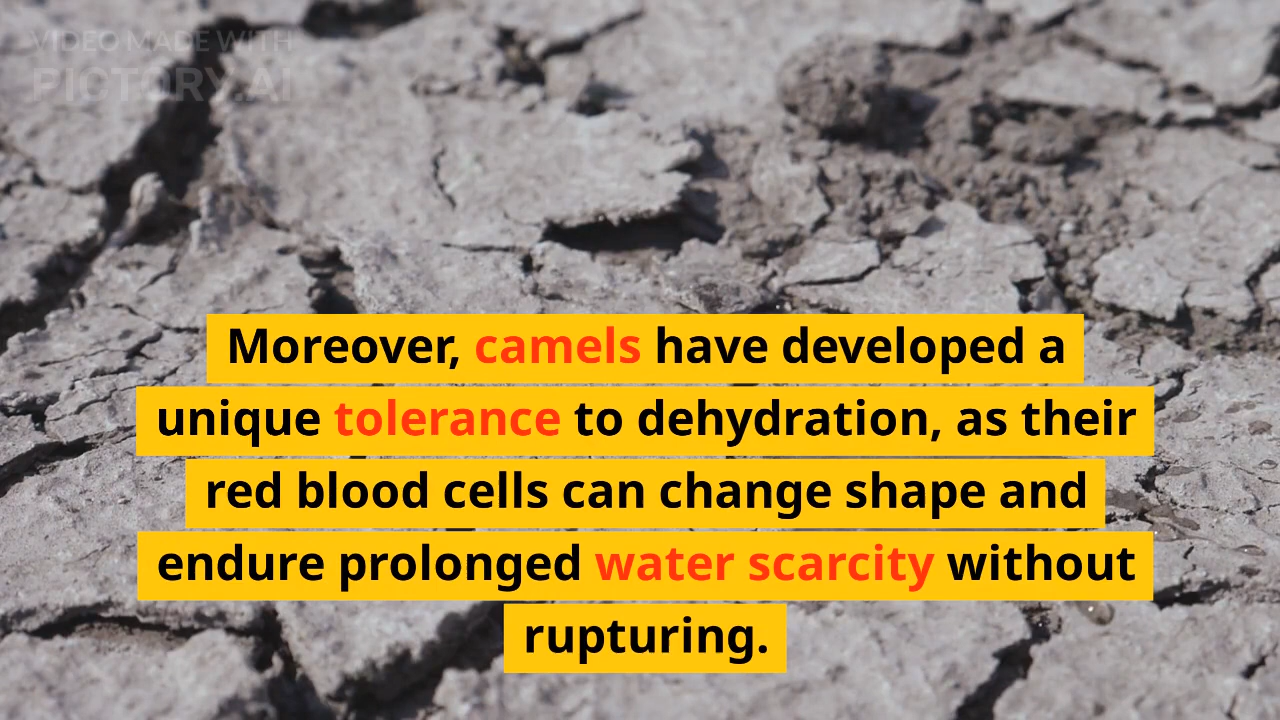 VIDEO MADE WITH
PICTORY.AI
Moreover, camels have developed a
unique tolerance to dehydration, as their
red blood cells can change shape and
endure prolonged water scarcity without
rupturing.